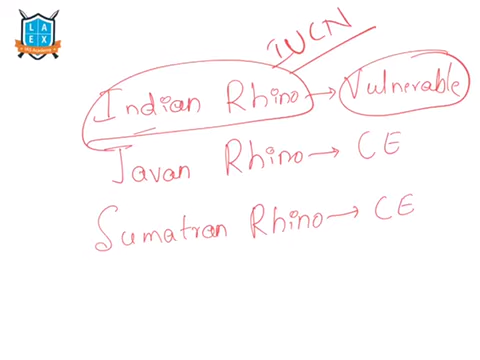 LAEX
IUCN
Indian Rhino → Vulnerable
Javan Rhino → CE
Sumatran Rhino → CE